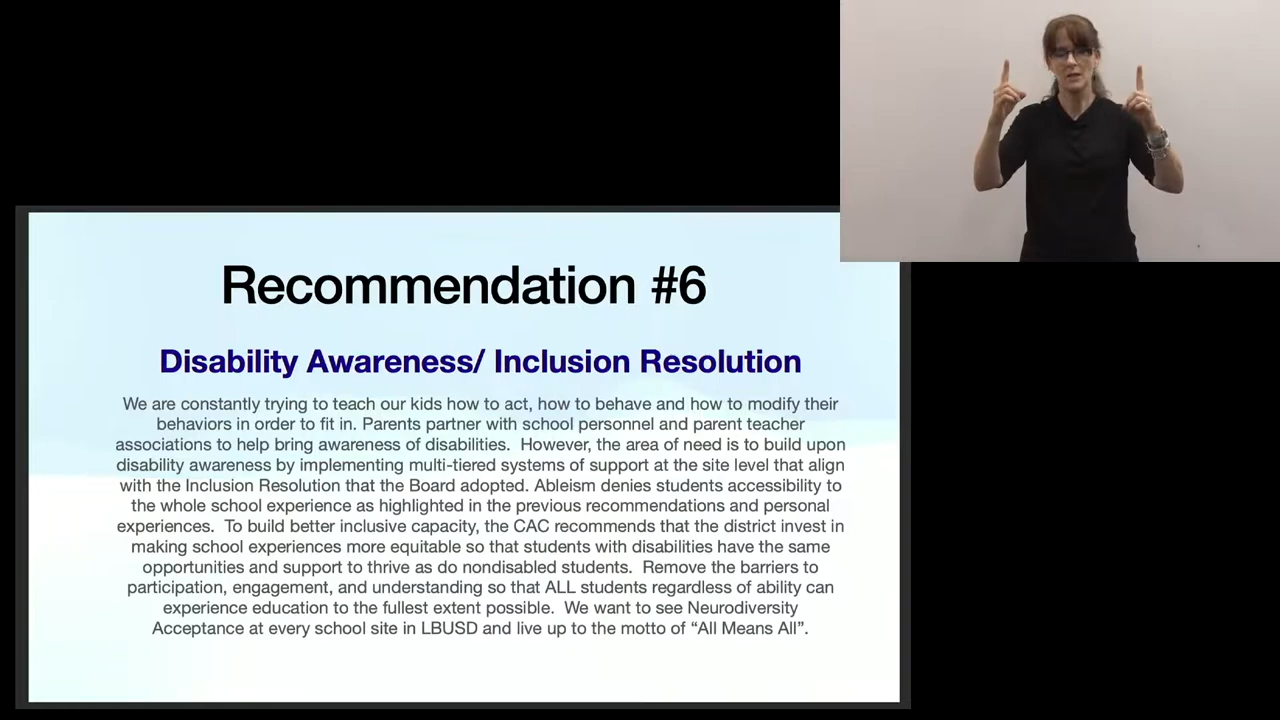 Recommendation #6
Disability Awareness/ Inclusion Resolution
We are constantly trying to teach our kids how to act, how to behave and how to modify their
behaviors in order to fit in. Parents partner with school personnel and parent teacher
associations to help bring awareness of disabilities.  However, the area of need is to build upon
disability awareness by implementing multi-tiered systems of support at the site level that align
with the Inclusion Resolution that the Board adopted. Ableism denies students accessibility to
the whole school experience as highlighted in the previous recommendations and personal
experiences.  To build better inclusive capacity, the CAC recommends that the district invest in
making school experiences more equitable so that students with disabilities have the same
opportunities and support to thrive as do nondisabled students.  Remove the barriers to
participation, engagement, and understanding so that ALL students regardless of ability can
experience education to the fullest extent possible.  We want to see Neurodiversity
Acceptance at every school site in LBUSD and live up to the motto of “All Means All”.